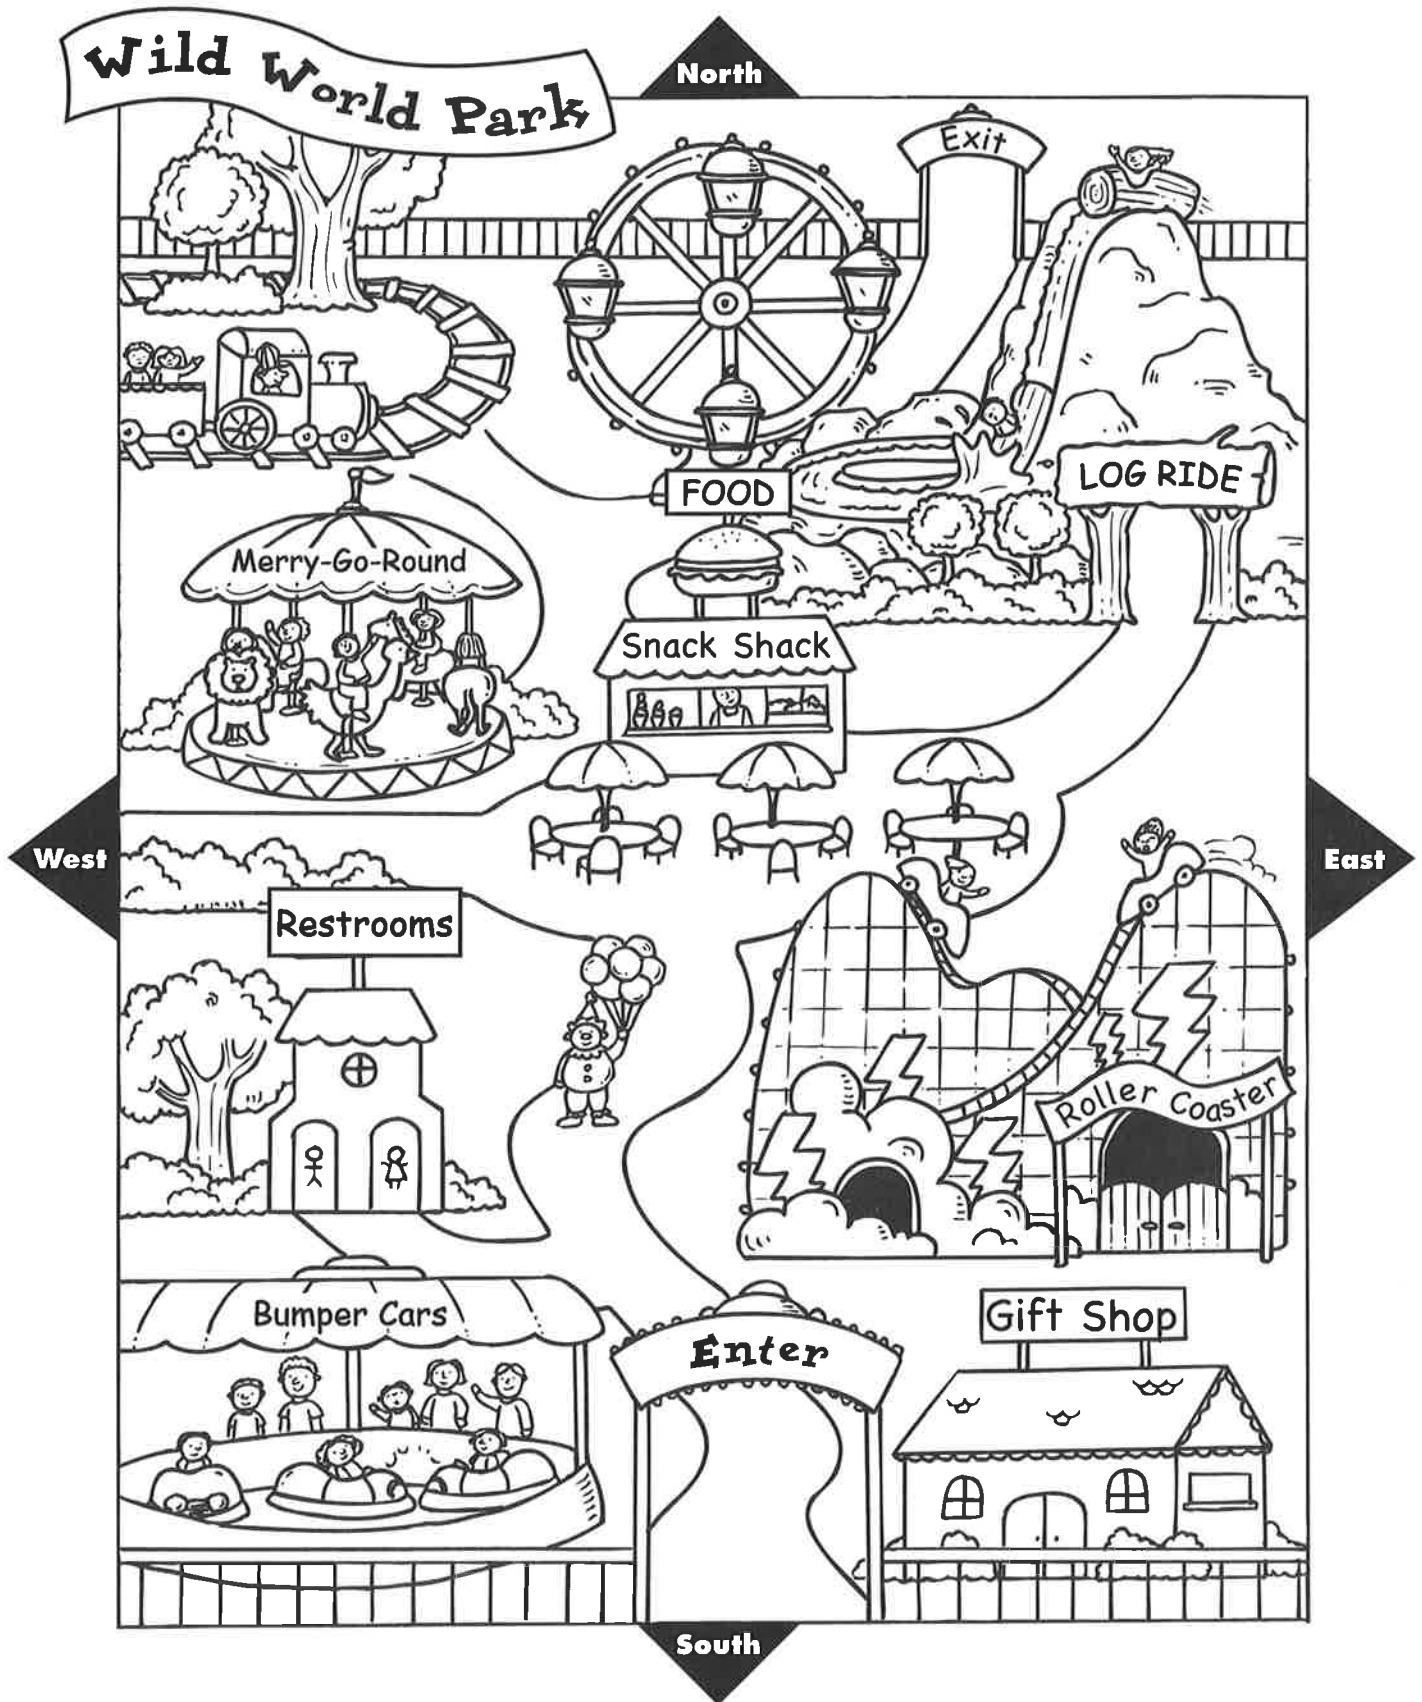 Wild World Park
North
Exit
LOG RIDE
FOOD
Merry-Go-Round
Snack Shack
West
East
Restrooms
Roller Coaster
Bumper Cars
Enter
Gift Shop
South